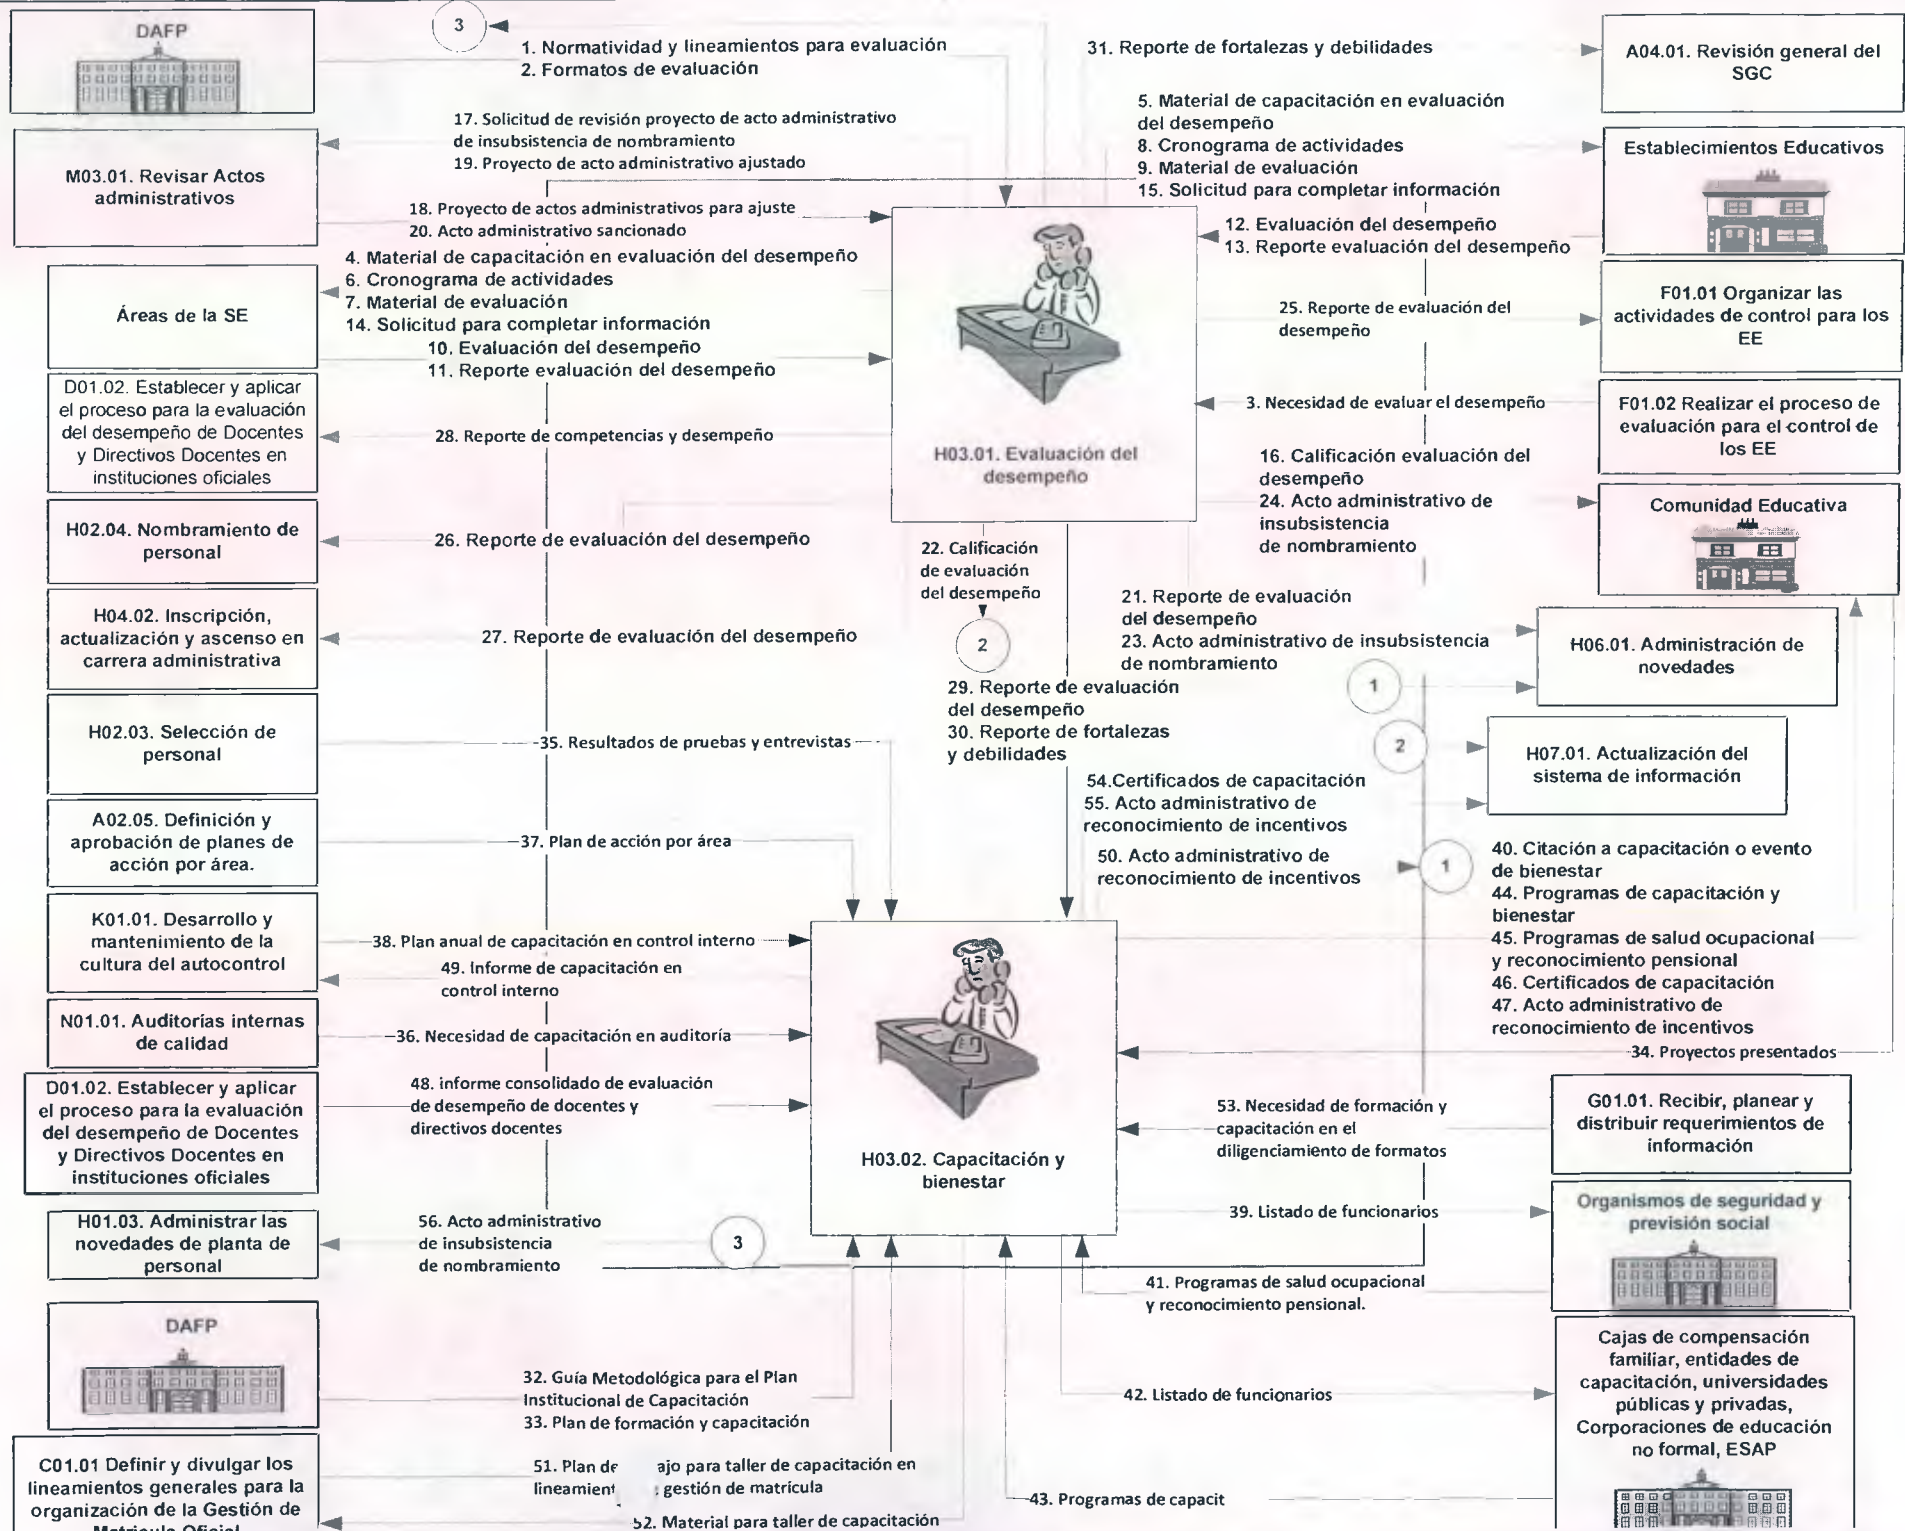 DAFP
3
1. Normatividad y lineamientos para evaluación
2. Formatos de evaluación
31. Reporte de fortalezas y debilidades
A04.01. Revisión general del
SGC
M03.01. Revisar Actos
administrativos
17. Solicitud de revisión proyecto de acto administrativo
de insubsistencia de nombramiento
19. Proyecto de acto administrativo ajustado
18. Proyecto de actos administrativos para ajuste
20. Acto administrativo sancionado
5. Material de capacitación en evaluación
del desempeño
8. Cronograma de actividades
9. Material de evaluación
15. Solicitud para completar información
Establecimientos Educativos
12. Evaluación del desempeño
13. Reporte evaluación del desempeño
Áreas de la SE
4. Material de capacitación en evaluación del desempeño
6. Cronograma de actividades
7. Material de evaluación
14. Solicitud para completar información
10. Evaluación del desempeño
11. Reporte evaluación del desempeño
25. Reporte de evaluación del
desempeño
F01.01 Organizar las
actividades de control para los
EE
D01.02. Establecer y aplicar
el proceso para la evaluación
del desempeño de Docentes
y Directivos Docentes en
instituciones oficiales
28. Reporte de competencias y desempeño
H03.01. Evaluación del
desempeño
3. Necesidad de evaluar el desempeño
F01.02 Realizar el proceso de
evaluación para el control de
los EE
16. Calificación evaluación del
desempeño
24. Acto administrativo de
insubsistencia
de nombramiento
Comunidad Educativa
H02.04. Nombramiento de
personal
26. Reporte de evaluación del desempeño
22. Calificación
de evaluación
del desempeño
2
21. Reporte de evaluación
del desempeño
23. Acto administrativo de insubsistencia
de nombramiento
H06.01. Administración de
novedades
1
H04.02. Inscripción,
actualización y ascenso en
carrera administrativa
27. Reporte de evaluación del desempeño
29. Reporte de evaluación
del desempeño
30. Reporte de fortalezas
y debilidades
H02.03. Selección de
personal
35. Resultados de pruebas y entrevistas
2
H07.01. Actualización del
sistema de información
54.Certificados de capacitación
55. Acto administrativo de
reconocimiento de incentivos
A02.05. Definición y
aprobación de planes de
acción por área.
37. Plan de acción por área
50. Acto administrativo de
reconocimiento de incentivos
1
40. Citación a capacitación o evento
de bienestar
44. Programas de capacitación y
bienestar
45. Programas de salud ocupacional
y reconocimiento pensional
46. Certificados de capacitación
47. Acto administrativo de
reconocimiento de incentivos
K01.01. Desarrollo y
mantenimiento de la
cultura del autocontrol
38. Plan anual de capacitación en control interno
49. Informe de capacitación en
control interno
N01.01. Auditorías internas
de calidad
36. Necesidad de capacitación en auditoría
34. Proyectos presentados
D01.02. Establecer y aplicar
el proceso para la evaluación
del desempeño de Docentes
y Directivos Docentes en
instituciones oficiales
48. informe consolidado de evaluación
de desempeño de docentes y
directivos docentes
H03.02. Capacitación y
bienestar
53. Necesidad de formación y
capacitación en el
diligenciamiento de formatos
G01.01. Recibir, planear y
distribuir requerimientos de
información
H01.03. Administrar las
novedades de planta de
personal
56. Acto administrativo
de insubsistencia
de nombramiento
3
39. Listado de funcionarios
Organismos de seguridad y
previsión social
41. Programas de salud ocupacional
y reconocimiento pensional.
DAFP
32. Guía Metodológica para el Plan
Institucional de Capacitación
33. Plan de formación y capacitación
42. Listado de funcionarios
Cajas de compensación
familiar, entidades de
capacitación, universidades
públicas y privadas,
Corporaciones de educación
no formal, ESAP
C01.01 Definir y divulgar los
lineamientos generales para la
organización de la Gestión de
Matrícula Oficial
51. Plan de ajo para taller de capacitación en
lineamient gestión de matrícula
52. Material para taller de capacitación
43. Programas de capacit